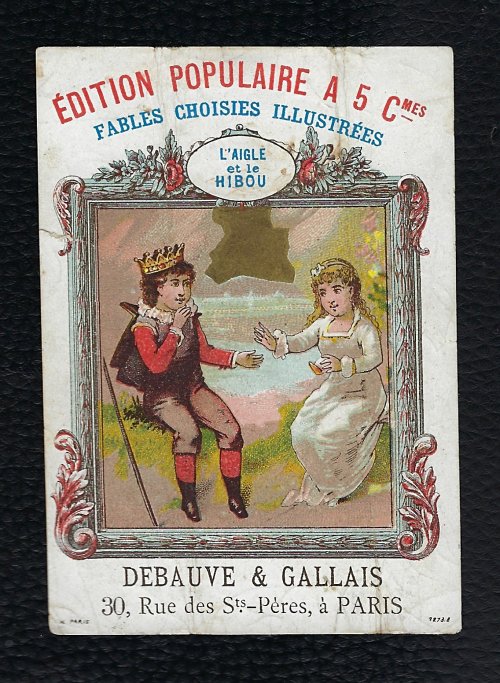 ÉDITION POPULAIRE A 5 CMES
FABLES CHOISIES ILLUSTRÉES
L'AIGLE
et le
HIBOU
DEBAUVE & GALLAIS
30, Rue des Sts.-Pères, à PARIS
PARIS